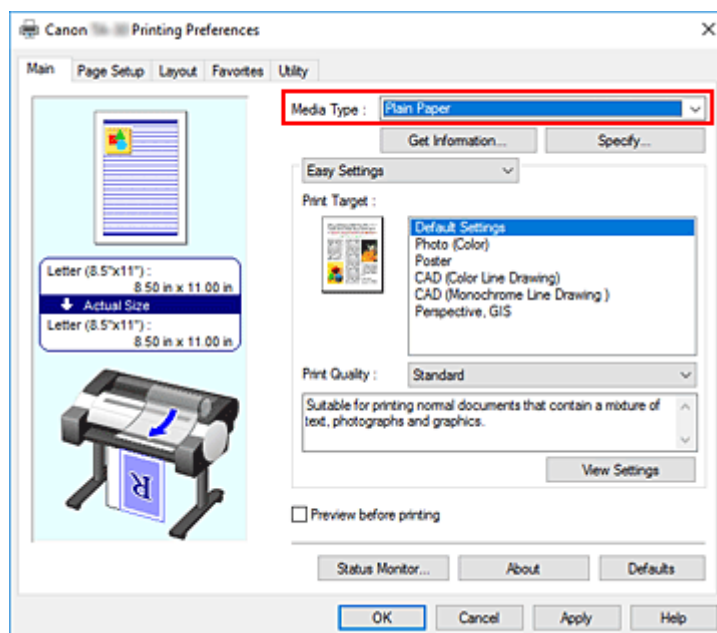 Canon Printing Preferences
Main Page Setup Layout Favorites Utility
Media Type : Plain Paper
Get Information... Specify...
Easy Settings
Print Target :
Default Settings
Photo (Color)
Poster
CAD (Color Line Drawing)
CAD (Monochrome Line Drawing )
Perspective, GIS
Letter (8.5"x11") :
8.50 in x 11.00 in
Actual Size
Letter (8.5"x11") :
8.50 in x 11.00 in
R
Print Quality : Standard
Suitable for printing normal documents that contain a mixture of
text, photographs and graphics.
View Settings
Preview before printing
Status Monitor... About Defaults
OK Cancel Apply Help